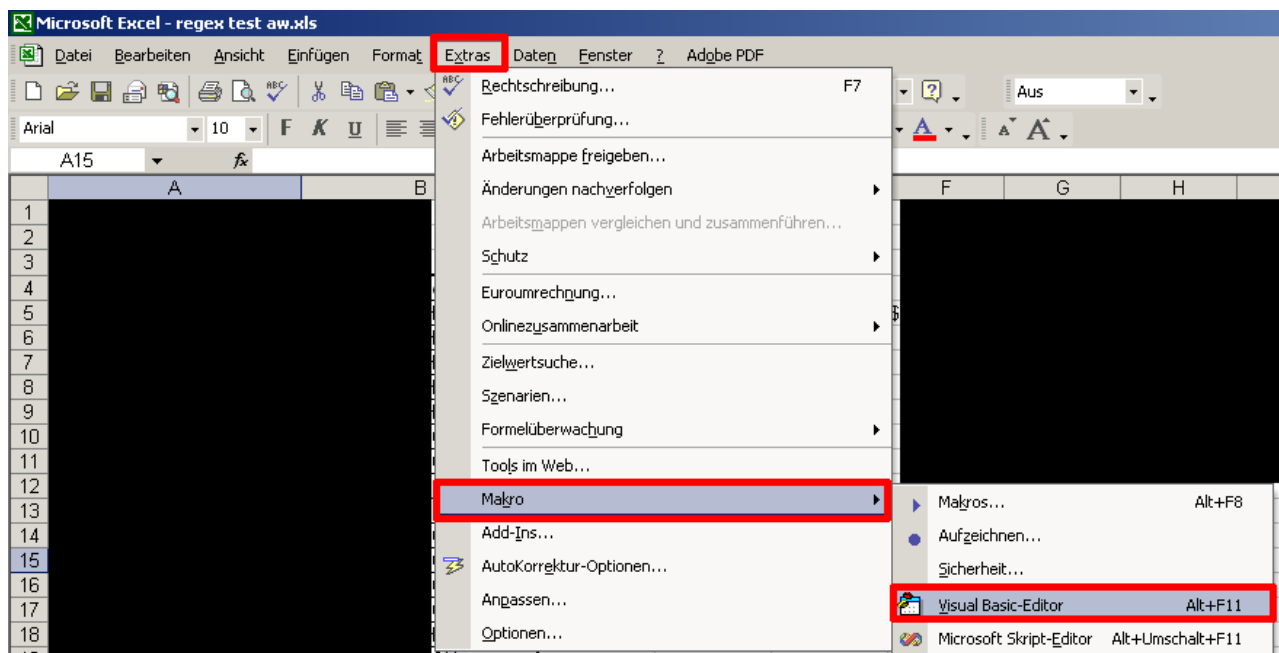 Microsoft Excel - regex test aw.xls
Datei Bearbeiten Ansicht Einfügen Format Extras Daten Fenster ? Adobe PDF
Aus
Arial 10 F K U
A15 fx
A B F G H
1
2
3
4
5 $
6
7
8
9
10
11
12
13
14
15
16
17
18
Rechtschreibung... F7
Fehlerüberprüfung...
Arbeitsmappe freigeben...
Änderungen nachverfolgen
Arbeitsmappen vergleichen und zusammenführen...
Schutz
Euroumrechnung...
Onlinezusammenarbeit
Zielwertsuche...
Szenarien...
Formelüberwachung
Tools im Web...
Makro
Add-Ins...
AutoKorrektur-Optionen...
Anpassen...
Optionen...
Makros... Alt+F8
Aufzeichnen...
Sicherheit...
Visual Basic-Editor Alt+F11
Microsoft Skript-Editor Alt+Umschalt+F11